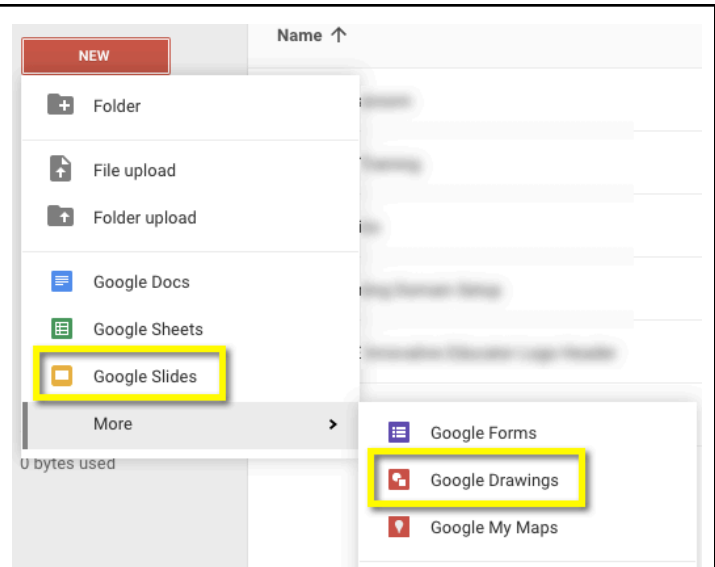 Name ↑
NEW
Folder
File upload
Folder upload
Google Docs
Google Sheets
Google Slides
More
Google Forms
0 bytes used
Google Drawings
Google My Maps